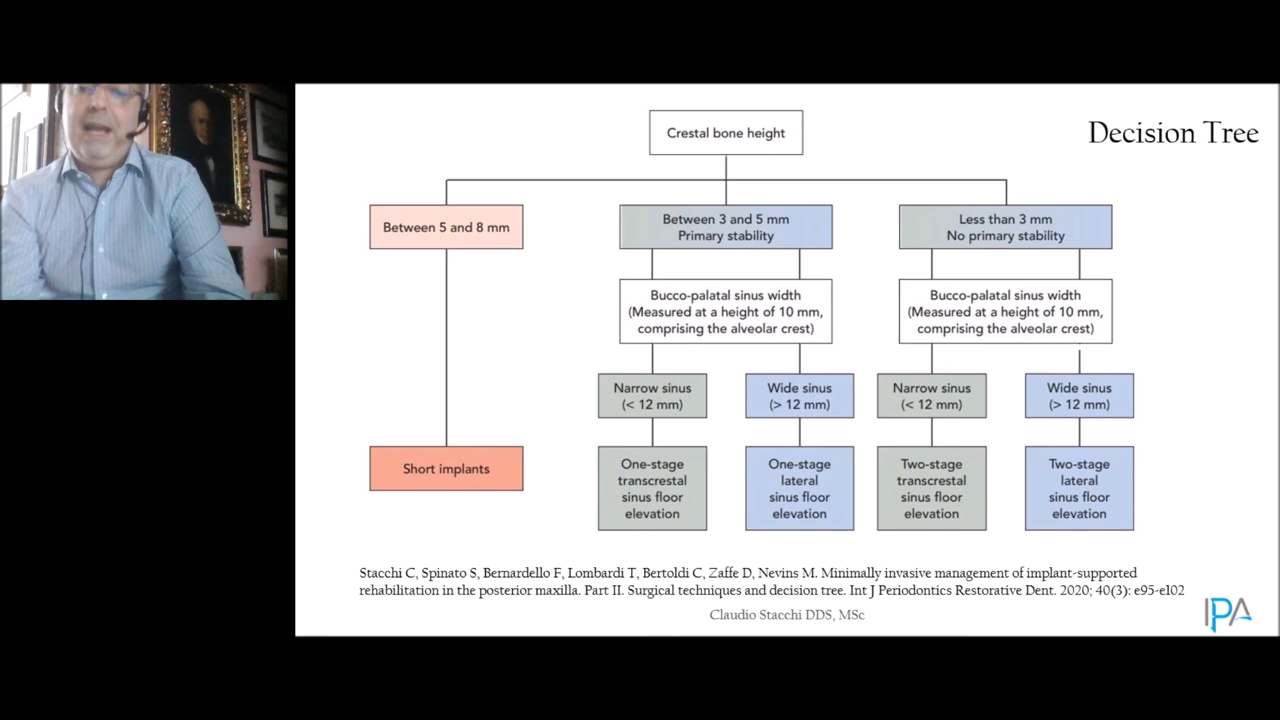 Decision Tree
Crestal bone height
Between 5 and 8 mm
Between 3 and 5 mm
Primary stability
Less than 3 mm
No primary stability
Bucco-palatal sinus width
(Measured at a height of 10 mm,
comprising the alveolar crest)
Bucco-palatal sinus width
(Measured at a height of 10 mm,
comprising the alveolar crest)
Narrow sinus
(< 12 mm)
Wide sinus
(> 12 mm)
Narrow sinus
(< 12 mm)
Wide sinus
(> 12 mm)
Short implants
One-stage
transcrestal
sinus floor
elevation
One-stage
lateral
sinus floor
elevation
Two-stage
transcrestal
sinus floor
elevation
Two-stage
lateral
sinus floor
elevation
Stacchi C, Spinato S, Bernardello F, Lombardi T, Bertoldi C, Zaffe D, Nevins M. Minimally invasive management of implant-supported
rehabilitation in the posterior maxilla. Part II. Surgical techniques and decision tree. Int J Periodontics Restorative Dent. 2020; 40(3): e95-e102
Claudio Stacchi DDS, MSc
IPA